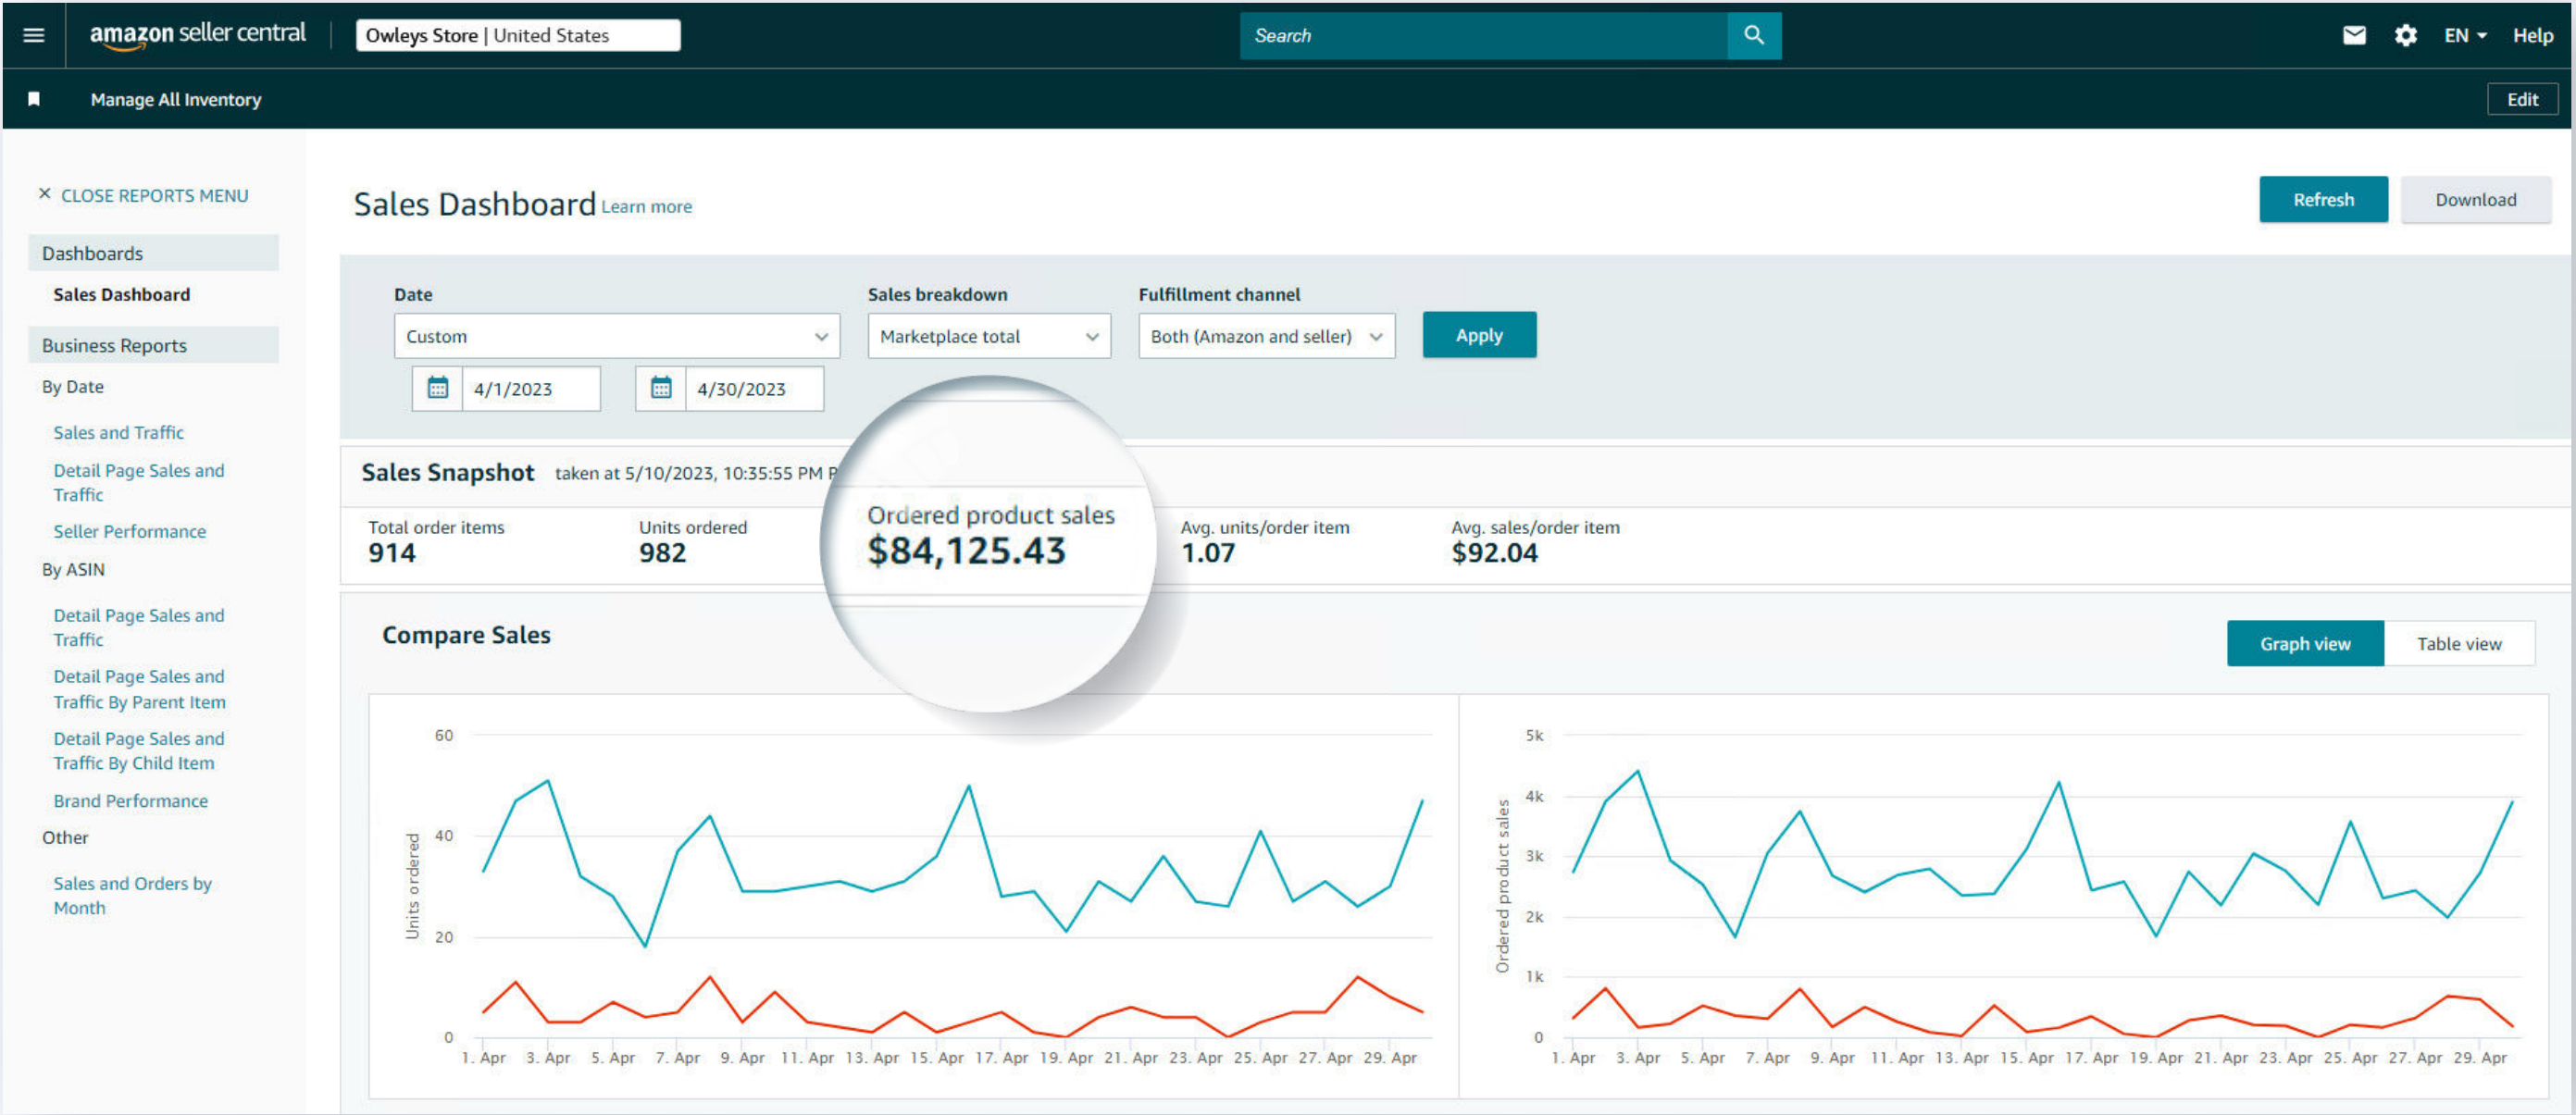 amazon seller central
Owleys Store | United States
Search
EN
Help
Manage All Inventory
Edit
× CLOSE REPORTS MENU
Dashboards
Sales Dashboard
Business Reports
By Date
Sales and Traffic
Detail Page Sales and
Traffic
Seller Performance
By ASIN
Detail Page Sales and
Traffic
Detail Page Sales and
Traffic By Parent Item
Detail Page Sales and
Traffic By Child Item
Brand Performance
Other
Sales and Orders by
Month
Sales Dashboard Learn more
Refresh
Download
Date
Sales breakdown
Fulfillment channel
Custom
Marketplace total
Both (Amazon and seller)
Apply
4/1/2023
4/30/2023
Sales Snapshot taken at 5/10/2023, 10:35:55 PM
Total order items
914
Units ordered
982
Ordered product sales
$84,125.43
Avg. units/order item
1.07
Avg. sales/order item
$92.04
Compare Sales
Graph view
Table view
Units ordered
60
40
20
0
1. Apr 3. Apr 5. Apr 7. Apr 9. Apr 11. Apr 13. Apr 15. Apr 17. Apr 19. Apr 21. Apr 23. Apr 25. Apr 27. Apr 29. Apr
Ordered product sales
5k
4k
3k
2k
1k
0
1. Apr 3. Apr 5. Apr 7. Apr 9. Apr 11. Apr 13. Apr 15. Apr 17. Apr 19. Apr 21. Apr 23. Apr 25. Apr 27. Apr 29. Apr